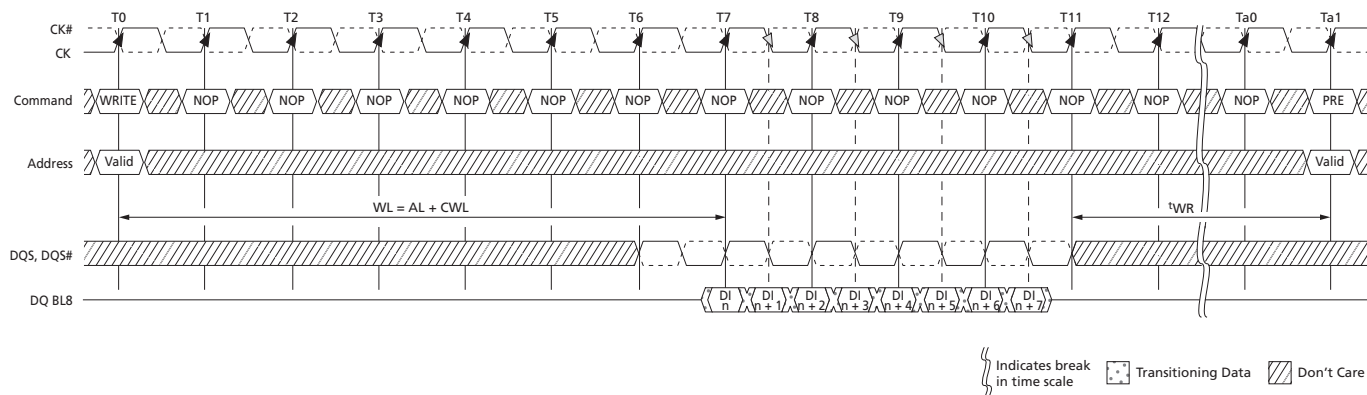 T0 T1 T2 T3 T4 T5 T6 T7 T8 T9 T10 T11 T12 Ta0 Ta1
CK#
CK
Command WRITE NOP NOP NOP NOP NOP NOP NOP NOP NOP NOP NOP NOP NOP PRE
Address Valid Valid
WL = AL + CWL tWR
DQS, DQS#
DQ BL8 DI n DI n + 1 DI n + 2 DI n + 3 DI n + 4 DI n + 5 DI n + 6 DI n + 7
Indicates break
in time scale
Transitioning Data
Don't Care